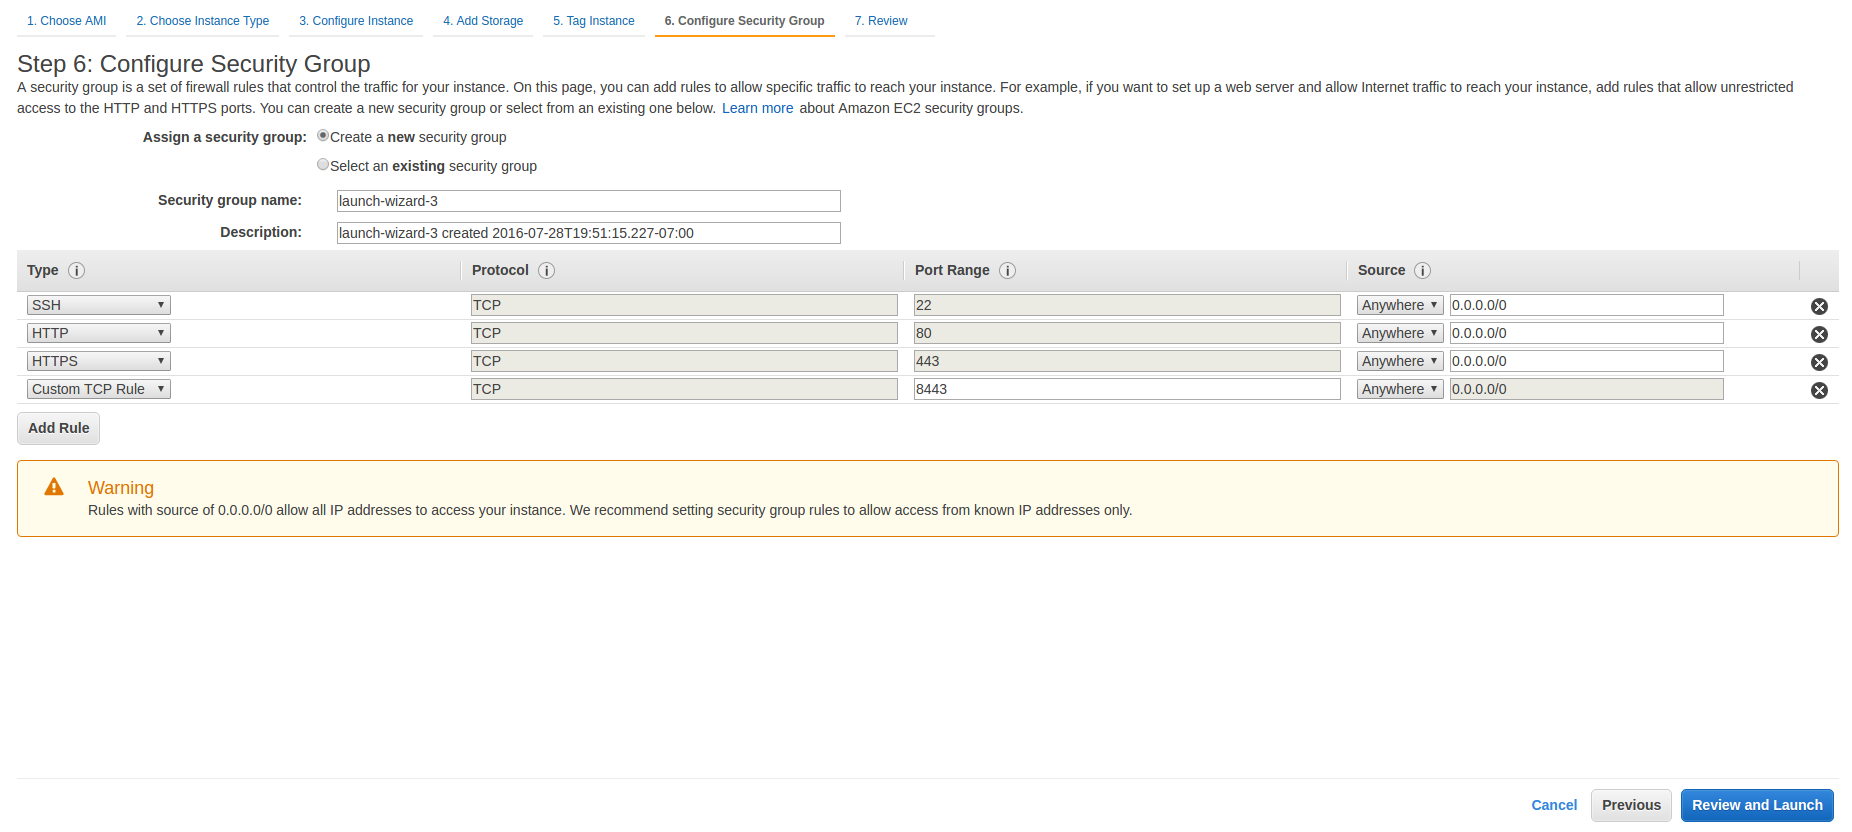 1. Choose AMI 2. Choose Instance Type 3. Configure Instance 4. Add Storage 5. Tag Instance 6. Configure Security Group 7. Review
Step 6: Configure Security Group
A security group is a set of firewall rules that control the traffic for your instance. On this page, you can add rules to allow specific traffic to reach your instance. For example, if you want to set up a web server and allow Internet traffic to reach your instance, add rules that allow unrestricted
access to the HTTP and HTTPS ports. You can create a new security group or select from an existing one below. Learn more about Amazon EC2 security groups.
Assign a security group: Create a new security group
Select an existing security group
Security group name: launch-wizard-3
Description: launch-wizard-3 created 2016-07-28T19:51:15.227-07:00
Type Protocol Port Range Source
SSH TCP 22 Anywhere 0.0.0.0/0
HTTP TCP 80 Anywhere 0.0.0.0/0
HTTPS TCP 443 Anywhere 0.0.0.0/0
Custom TCP Rule TCP 8443 Anywhere 0.0.0.0/0
Add Rule
Warning
Rules with source of 0.0.0.0/0 allow all IP addresses to access your instance. We recommend setting security group rules to allow access from known IP addresses only.
Cancel Previous Review and Launch